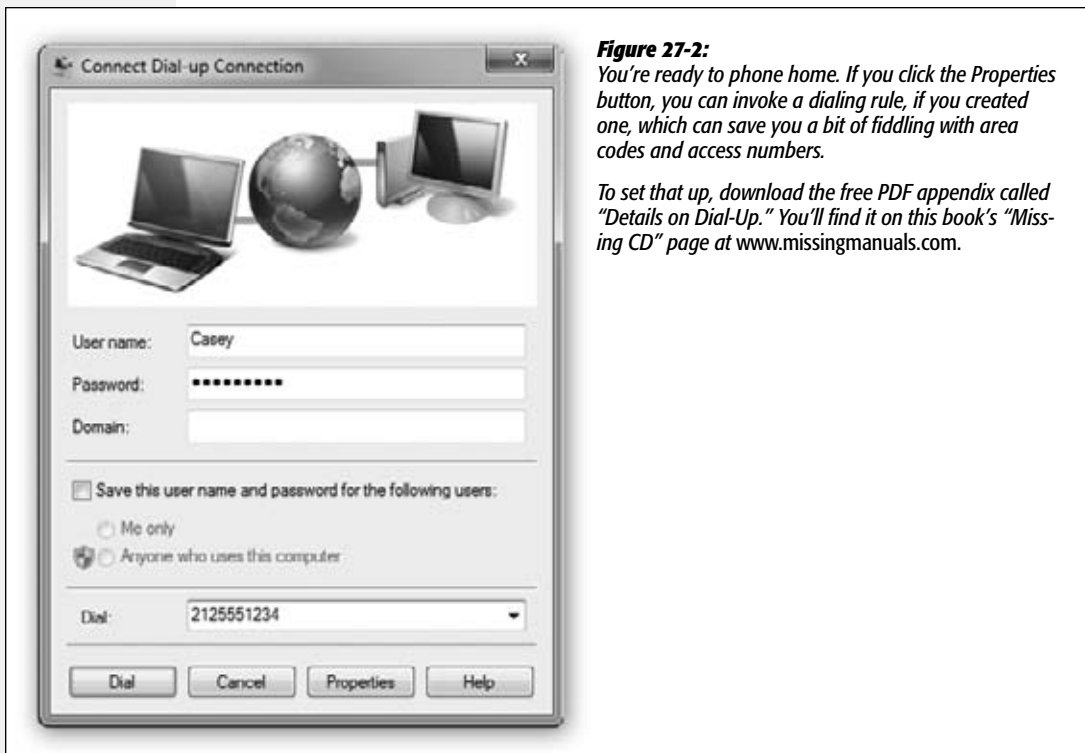 Connect Dial-up Connection
User name:
Casey
Password:
•••••••••
Domain:
Save this user name and password for the following users:
Me only
Anyone who uses this computer
Dial:
2125551234
Dial
Cancel
Properties
Help
Figure 27-2:
You're ready to phone home. If you click the Properties
button, you can invoke a dialing rule, if you created
one, which can save you a bit of fiddling with area
codes and access numbers.
To set that up, download the free PDF appendix called
“Details on Dial-Up.” You'll find it on this book's “Miss-
ing CD” page at www.missingmanuals.com.